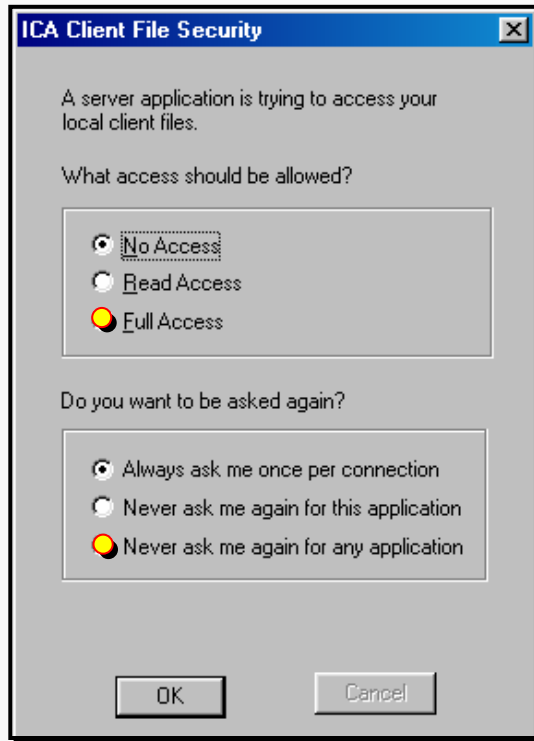 ICA Client File Security
A server application is trying to access your
local client files.
What access should be allowed?
No Access
Read Access
Full Access
Do you want to be asked again?
Always ask me once per connection
Never ask me again for this application
Never ask me again for any application
OK
Cancel